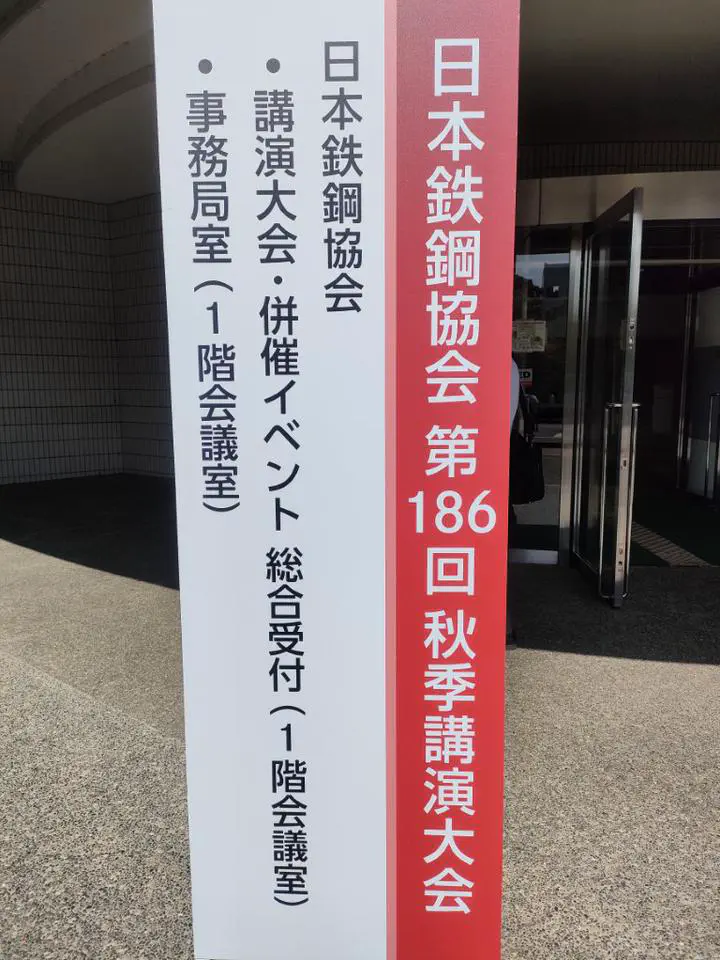 日本鉄鋼協会 第186回 秋季講演大会
日本鉄鋼協会
・講演大会・併催イベント 総合受付(1階会議室)
・事務局室(1階会議室)